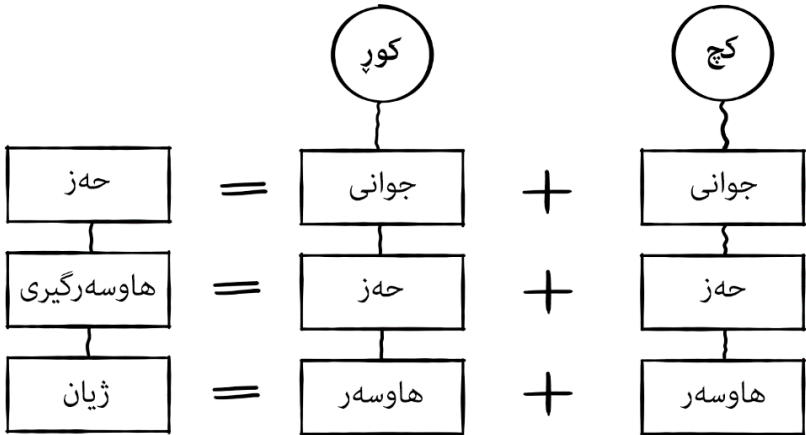 کچ
کوڕ
جوانی + جوانی = حەز
حەز + حەز = هاوسەرگیری
هاوسەر + هاوسەر = ژیان